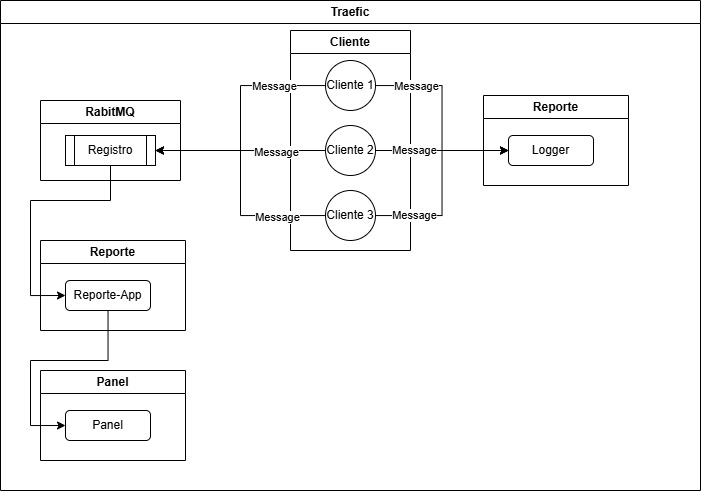 Traefic
Cliente
Message
Cliente 1
Message
RabitMQ
Registro
Message
Cliente 2
Message
Reporte
Logger
Message
Cliente 3
Message
Reporte
Reporte-App
Panel
Panel